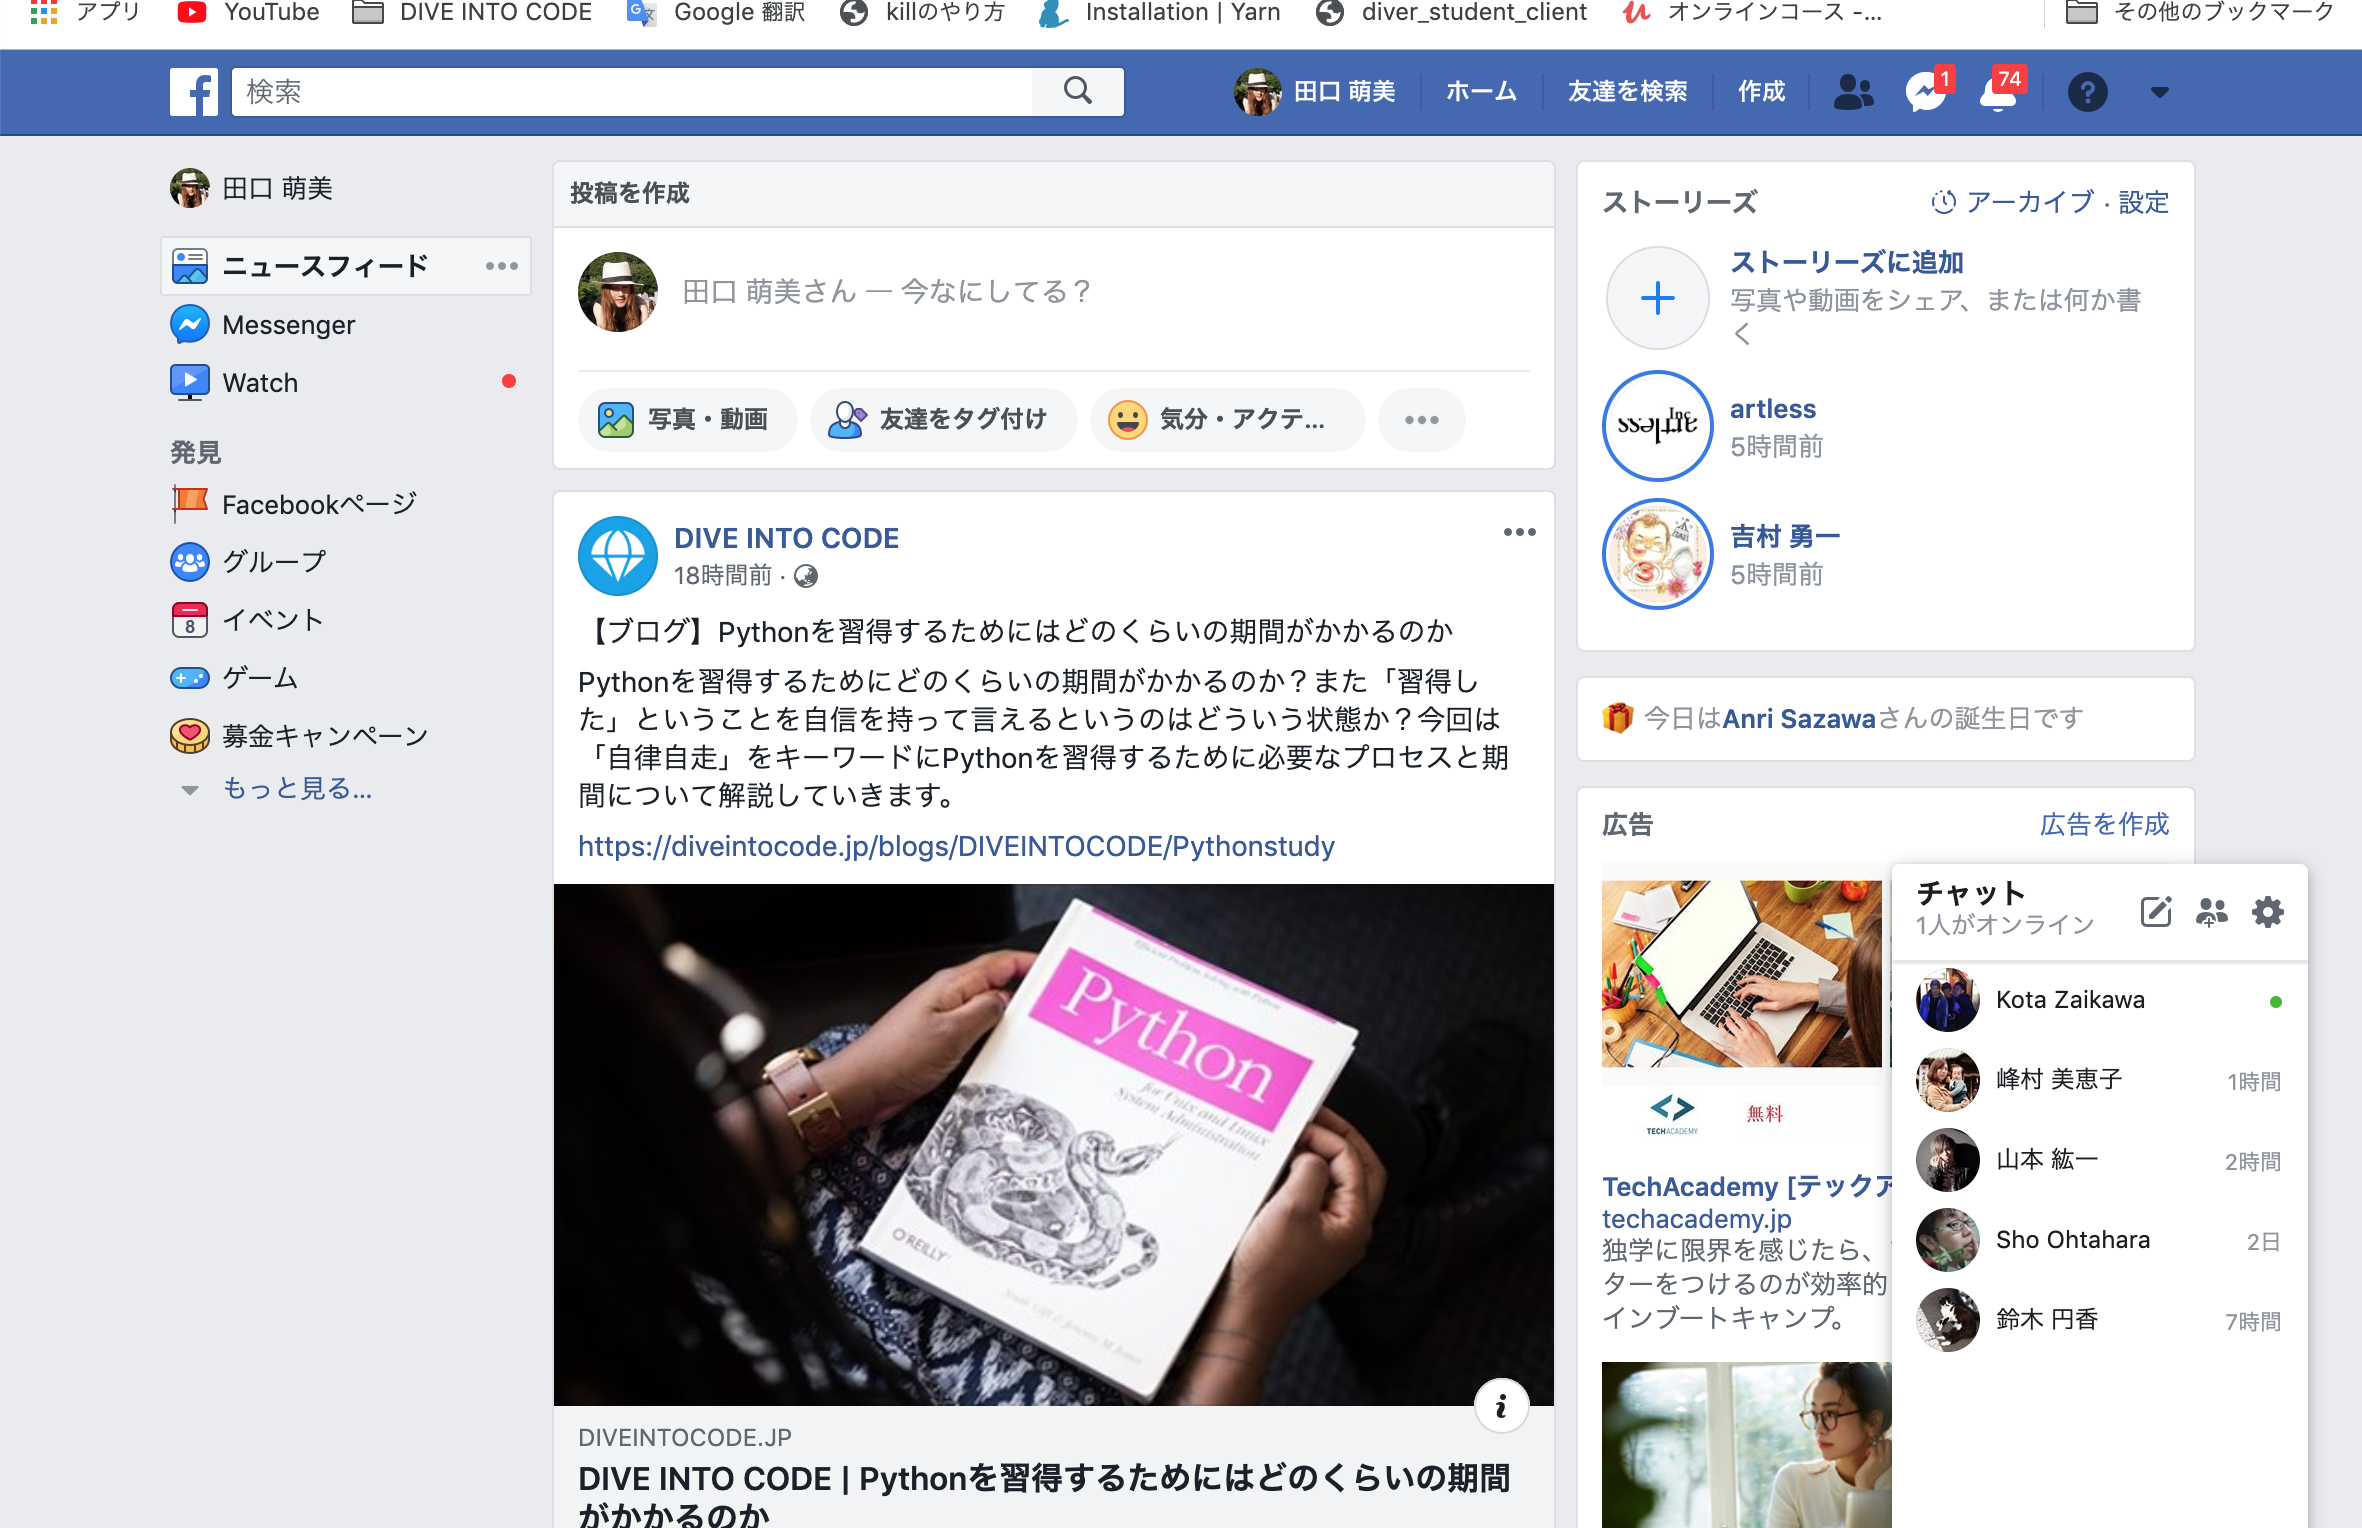 アプリ
YouTube
DIVE INTO CODE
Google 翻訳
killのやり方
Installation | Yarn
diver_student_client
オンラインコース -...
その他のブックマーク
検索
田口 萌美
ホーム
友達を検索
作成
1
74
田口 萌美
ニュースフィード
Messenger
Watch
発見
Facebookページ
グループ
8
イベント
ゲーム
募金キャンペーン
もっと見る...
投稿を作成
田口 萌美さん — 今なにしてる？
写真・動画
友達をタグ付け
気分・アクテ...
DIVE INTO CODE
18時間前 ·
【ブログ】Pythonを習得するためにはどのくらいの期間がかかるのか
Pythonを習得するためにどのくらいの期間がかかるのか？また「習得し
た」ということを自信を持って言えるというのはどういう状態か？今回は
「自律自走」をキーワードにPythonを習得するために必要なプロセスと期
間について解説していきます。
https://diveintocode.jp/blogs/DIVEINTOCODE/Pythonstudy
Python
for Unix and Linux
System Administration
O'REILLY
DIVEINTOCODE.JP
DIVE INTO CODE | Pythonを習得するためにはどのくらいの期間
がかかるのか
ストーリーズ
アーカイブ · 設定
ストーリーズに追加
写真や動画をシェア、または何か書
く
artless Inc
artless
5時間前
吉村 勇一
5時間前
今日はAnri Sazawaさんの誕生日です
広告
広告を作成
TECHACADEMY
無料
TechAcademy [テックア
techacademy.jp
独学に限界を感じたら、
ターをつけるのが効率的
インブートキャンプ。
チャット
1人がオンライン
Kota Zaikawa
峰村 美恵子
1時間
山本 紘一
2時間
Sho Ohtahara
2日
鈴木 円香
7時間